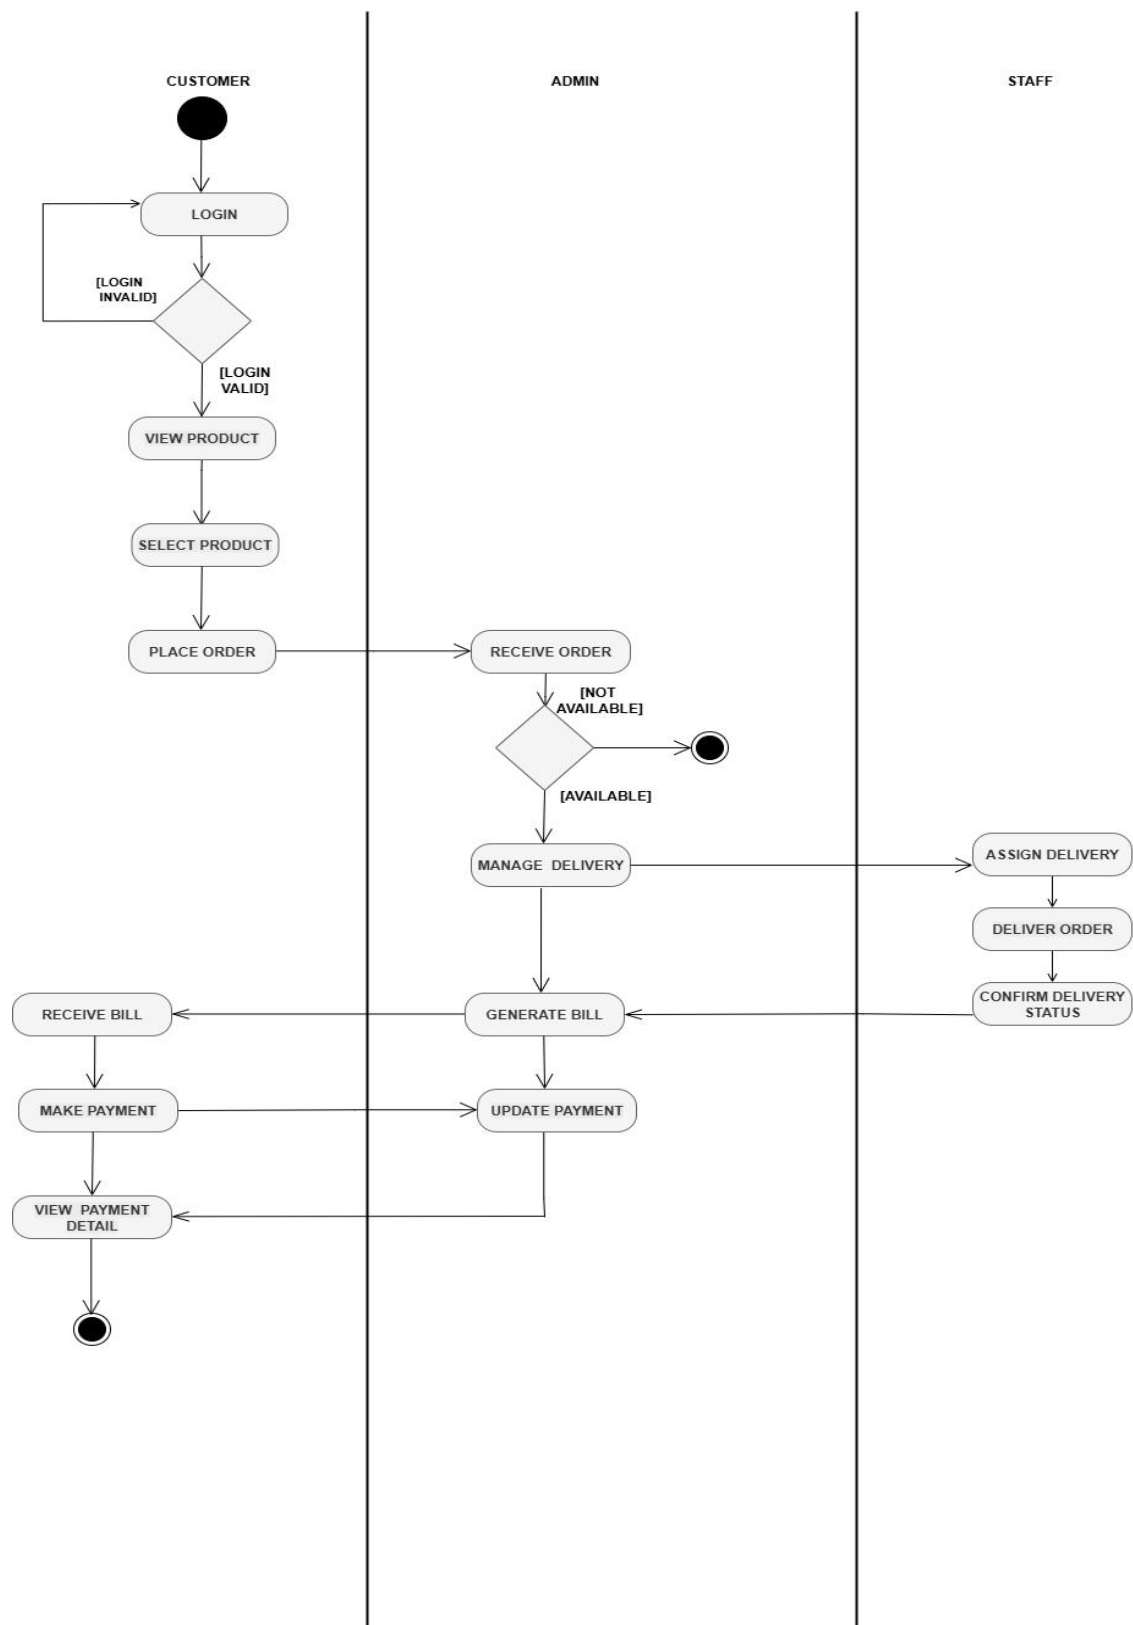 CUSTOMER
ADMIN
STAFF
LOGIN
[LOGIN
INVALID]
[LOGIN
VALID]
VIEW PRODUCT
SELECT PRODUCT
PLACE ORDER
RECEIVE ORDER
[NOT
AVAILABLE]
[AVAILABLE]
MANAGE DELIVERY
ASSIGN DELIVERY
DELIVER ORDER
CONFIRM DELIVERY
STATUS
GENERATE BILL
RECEIVE BILL
MAKE PAYMENT
UPDATE PAYMENT
VIEW PAYMENT
DETAIL